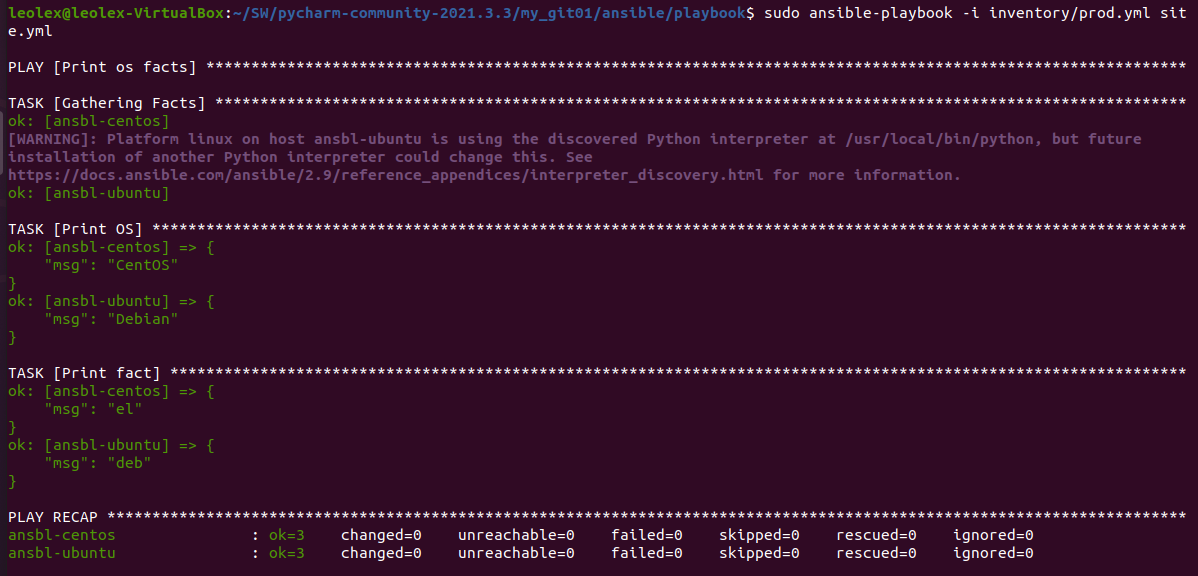 leolex@leolex-VirtualBox:~/SW/pycharm-community-2021.3.3/my_git01/ansible/playbook$ sudo ansible-playbook -i inventory/prod.yml sit
e.yml

PLAY [Print os facts] *************************************************************************************************************

TASK [Gathering Facts] ************************************************************************************************************
ok: [ansbl-centos]
[WARNING]: Platform linux on host ansbl-ubuntu is using the discovered Python interpreter at /usr/local/bin/python, but future
installation of another Python interpreter could change this. See
https://docs.ansible.com/ansible/2.9/reference_appendices/interpreter_discovery.html for more information.
ok: [ansbl-ubuntu]

TASK [Print OS] *******************************************************************************************************************
ok: [ansbl-centos] => {
    "msg": "CentOS"
}
ok: [ansbl-ubuntu] => {
    "msg": "Debian"
}

TASK [Print fact] *****************************************************************************************************************
ok: [ansbl-centos] => {
    "msg": "el"
}
ok: [ansbl-ubuntu] => {
    "msg": "deb"
}

PLAY RECAP ************************************************************************************************************************
ansbl-centos               : ok=3    changed=0    unreachable=0    failed=0    skipped=0    rescued=0    ignored=0
ansbl-ubuntu               : ok=3    changed=0    unreachable=0    failed=0    skipped=0    rescued=0    ignored=0